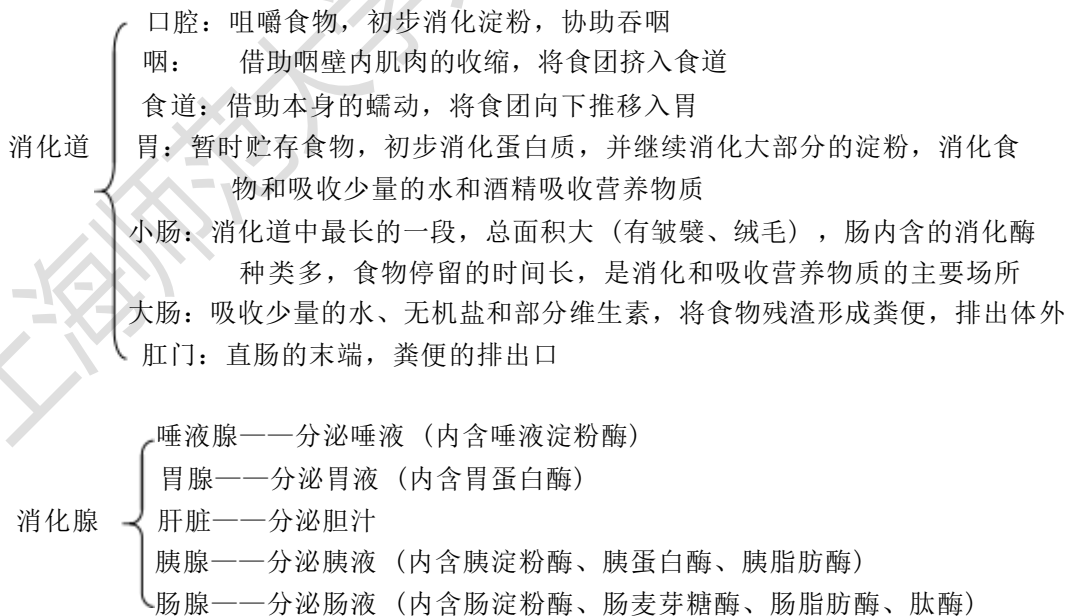 口腔：咀嚼食物，初步消化淀粉，协助吞咽
咽： 借助咽壁内肌肉的收缩，将食团挤入食道
食道：借助本身的蠕动，将食团向下推移入胃
消化道 胃：暂时贮存食物，初步消化蛋白质，并继续消化大部分的淀粉，消化食
物和吸收少量的水和酒精吸收营养物质
小肠：消化道中最长的一段，总面积大（有皱襞、绒毛），肠内含的消化酶
种类多，食物停留的时间长，是消化和吸收营养物质的主要场所
大肠：吸收少量的水、无机盐和部分维生素，将食物残渣形成粪便，排出体外
肛门：直肠的末端，粪便的排出口
唾液腺——分泌唾液（内含唾液淀粉酶）
胃腺——分泌胃液（内含胃蛋白酶）
消化腺 肝脏——分泌胆汁
胰腺——分泌胰液（内含胰淀粉酶、胰蛋白酶、胰脂肪酶）
肠腺——分泌肠液（内含肠淀粉酶、肠麦芽糖酶、肠脂肪酶、肽酶）
上海师范大学